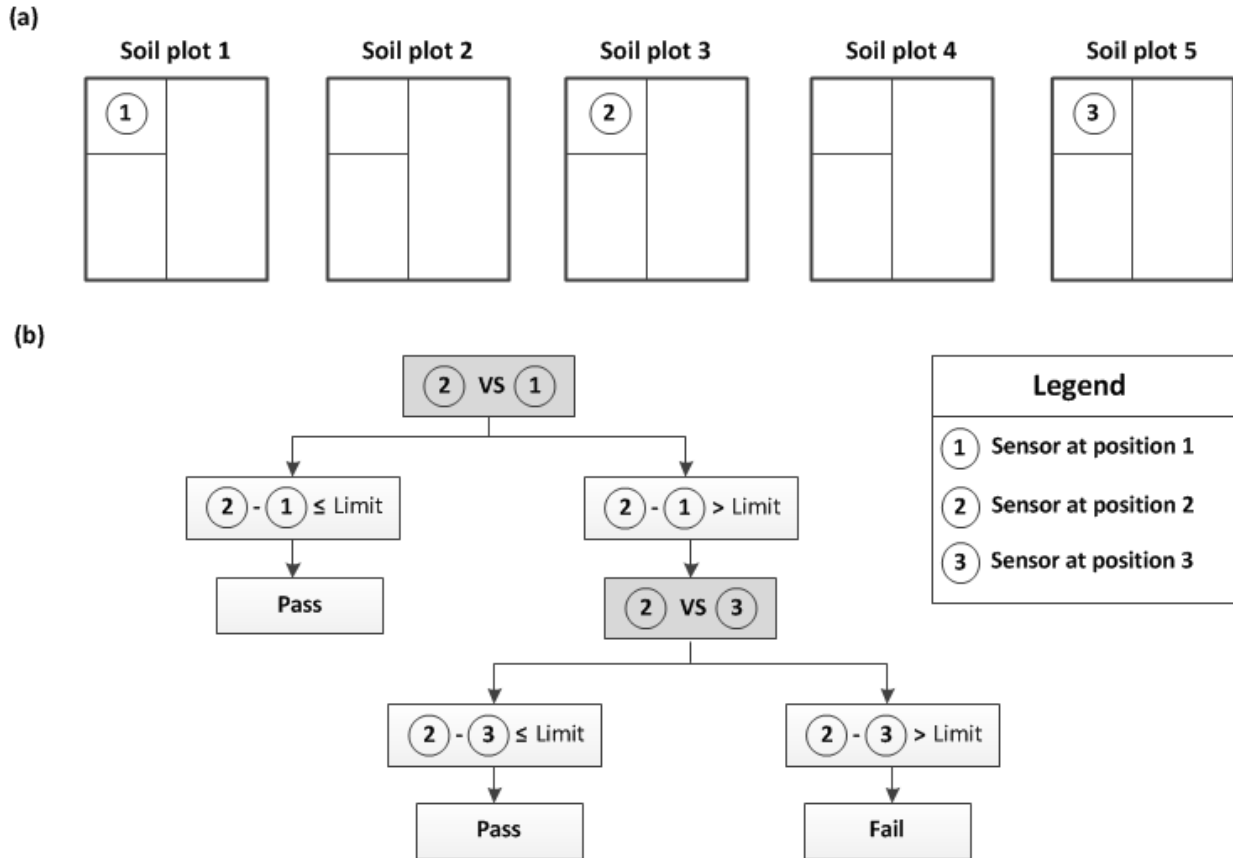 (a)
Soil plot 1 Soil plot 2 Soil plot 3 Soil plot 4 Soil plot 5
1 2 3
(b)
2 VS 1
Legend
1 Sensor at position 1
2 Sensor at position 2
3 Sensor at position 3
2 - 1 ≤ Limit
2 - 1 > Limit
Pass
2 VS 3
2 - 3 ≤ Limit
2 - 3 > Limit
Pass
Fail